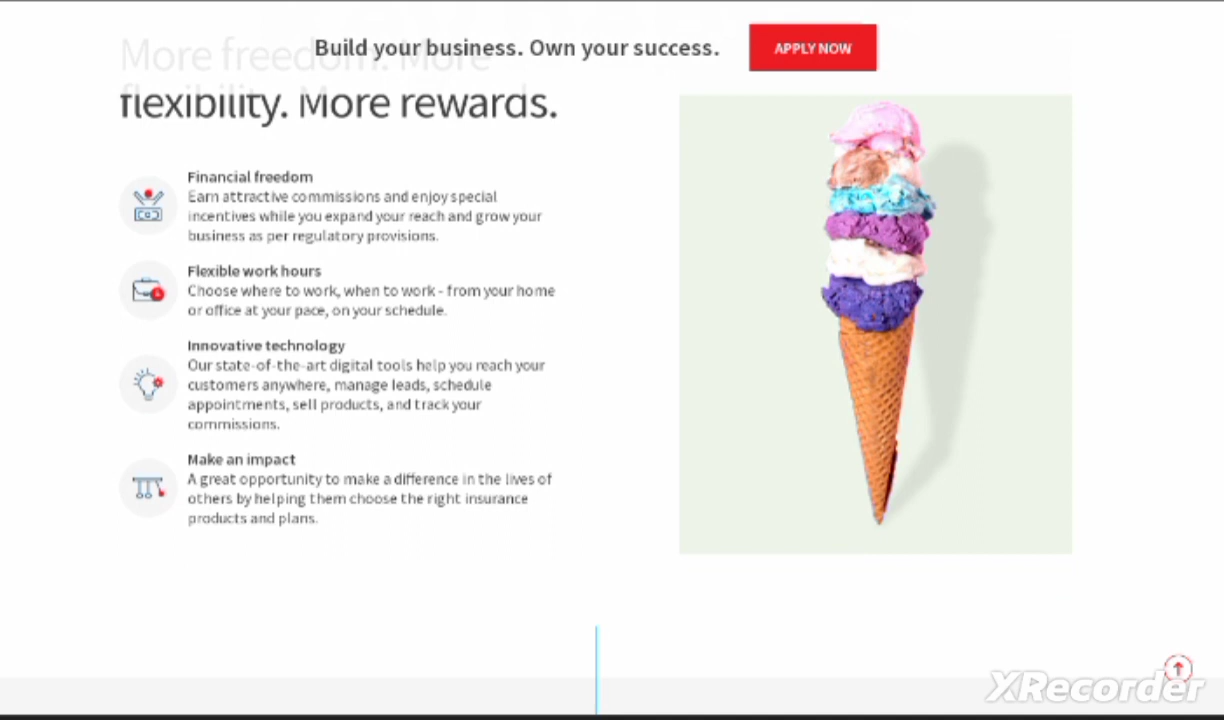 Build your business. Own your success.
APPLY NOW
More freedom. More
flexibility. More rewards.
Financial freedom
Earn attractive commissions and enjoy special
incentives while you expand your reach and grow your
business as per regulatory provisions.
Flexible work hours
Choose where to work, when to work - from your home
or office at your pace, on your schedule.
Innovative technology
Our state-of-the-art digital tools help you reach your
customers anywhere, manage leads, schedule
appointments, sell products, and track your
commissions.
Make an impact
A great opportunity to make a difference in the lives of
others by helping them choose the right insurance
products and plans.
XRecorder